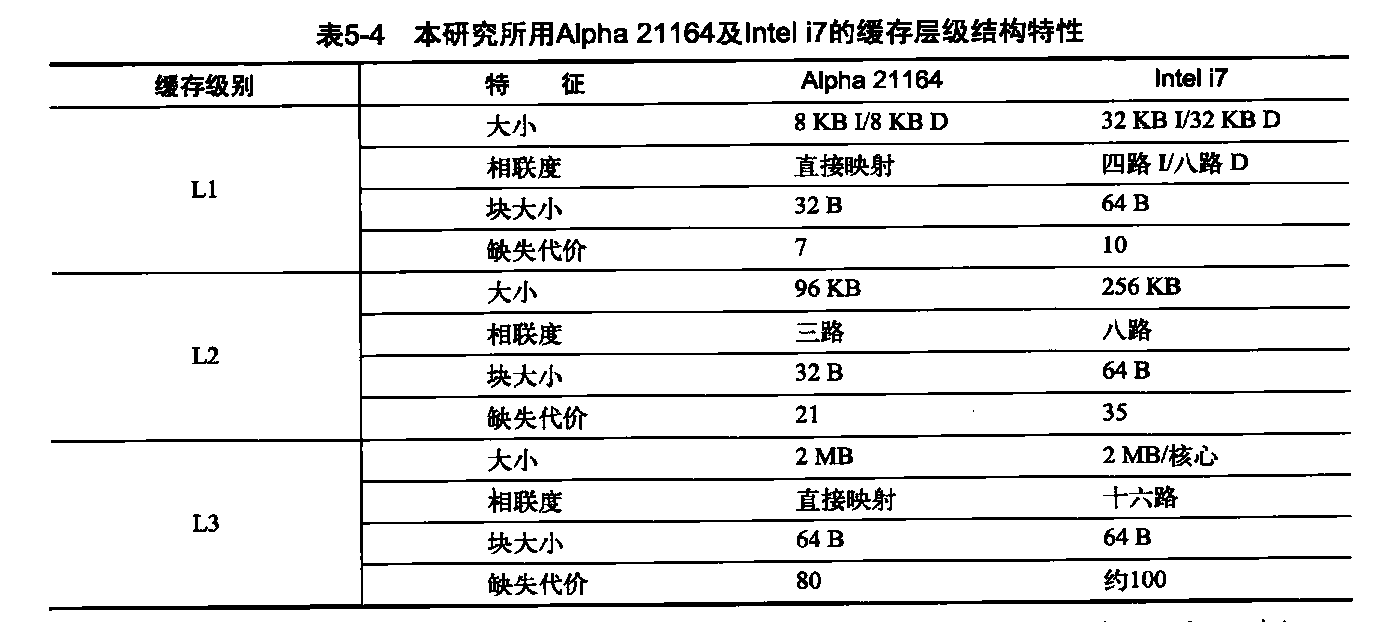 表5-4 本研究所用Alpha 21164及Intel i7的缓存层级结构特性
缓存级别 特 征 Alpha 21164 Intel i7
L1
大小 8 KB I/8 KB D 32 KB I/32 KB D
相联度 直接映射 四路 I/八路 D
块大小 32 B 64 B
缺失代价 7 10
L2
大小 96 KB 256 KB
相联度 三路 八路
块大小 32 B 64 B
缺失代价 21 35
L3
大小 2 MB 2 MB/核心
相联度 直接映射 十六路
块大小 64 B 64 B
缺失代价 80 约100